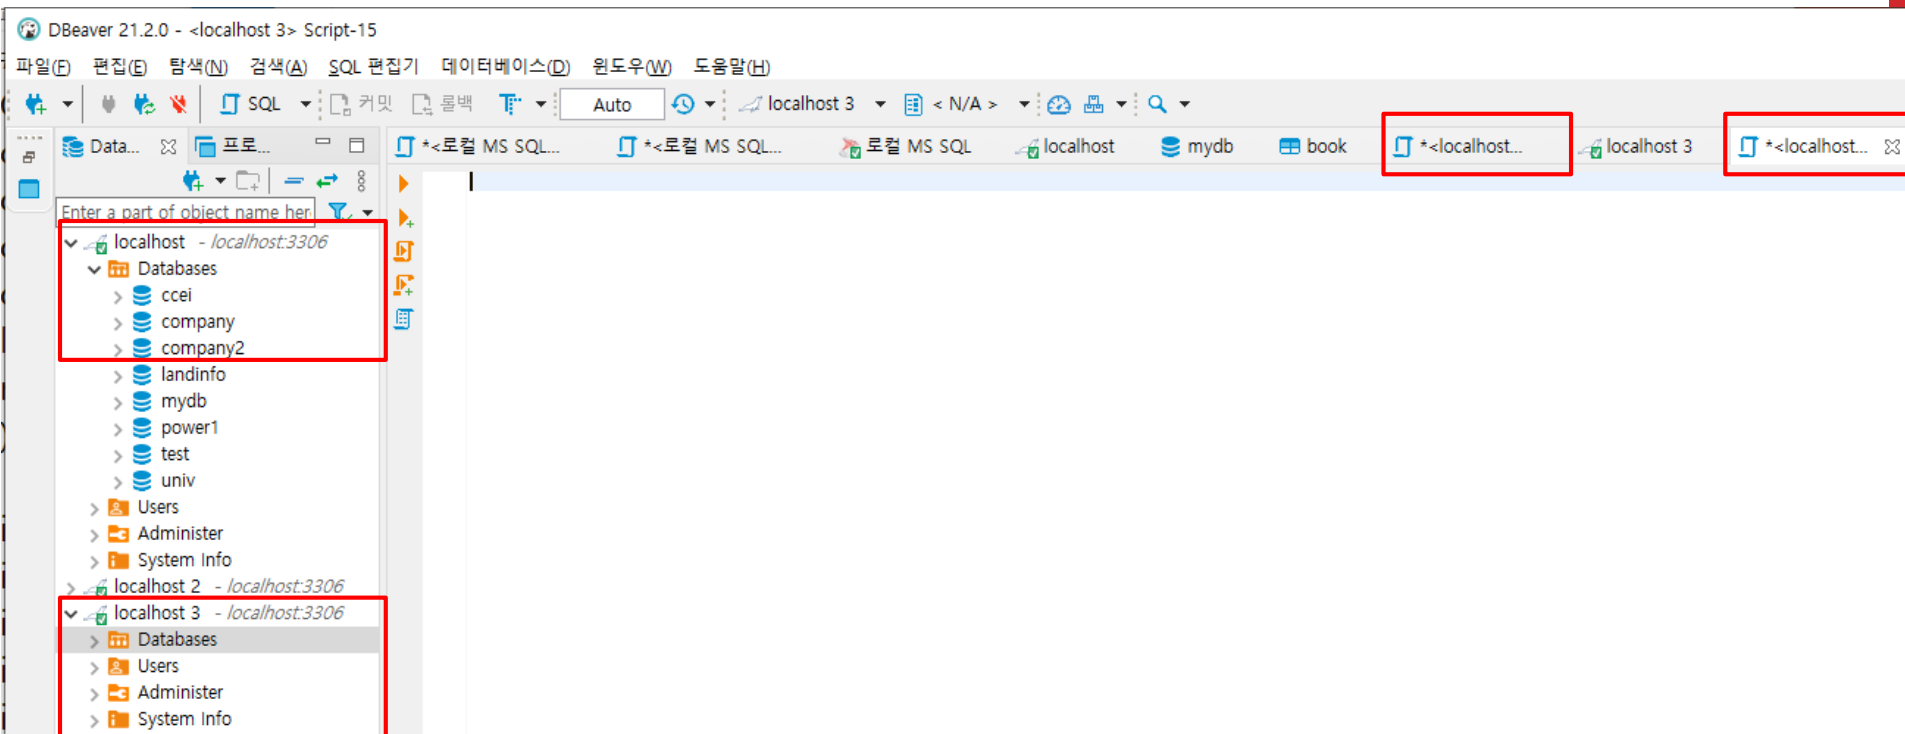 DBeaver 21.2.0 - <localhost 3> Script-15
파일(F) 편집(E) 탐색(N) 검색(A) SQL 편집기 데이터베이스(D) 윈도우(W) 도움말(H)
SQL 커밋 롤백 Auto localhost 3 < N/A >
Data... 프로... *<로컬 MS SQL... *<로컬 MS SQL... 로컬 MS SQL localhost mydb book *<localhost... localhost 3 *<localhost...
Enter a part of object name her
localhost - localhost:3306
Databases
ccei
company
company2
landinfo
mydb
power1
test
univ
Users
Administer
System Info
localhost 2 - localhost:3306
localhost 3 - localhost:3306
Databases
Users
Administer
System Info